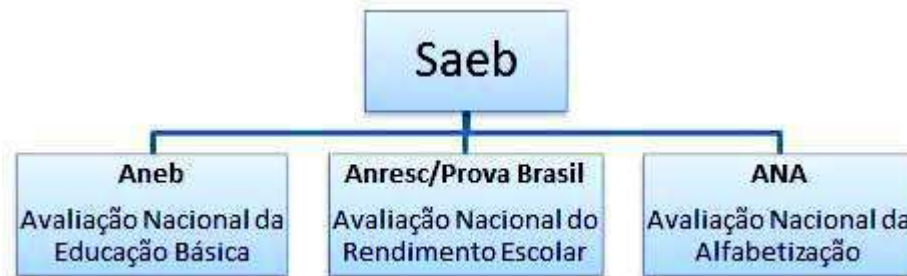 Saeb
Aneb
Avaliação Nacional da
Educação Básica
Anresc/Prova Brasil
Avaliação Nacional do
Rendimento Escolar
ANA
Avaliação Nacional da
Alfabetização